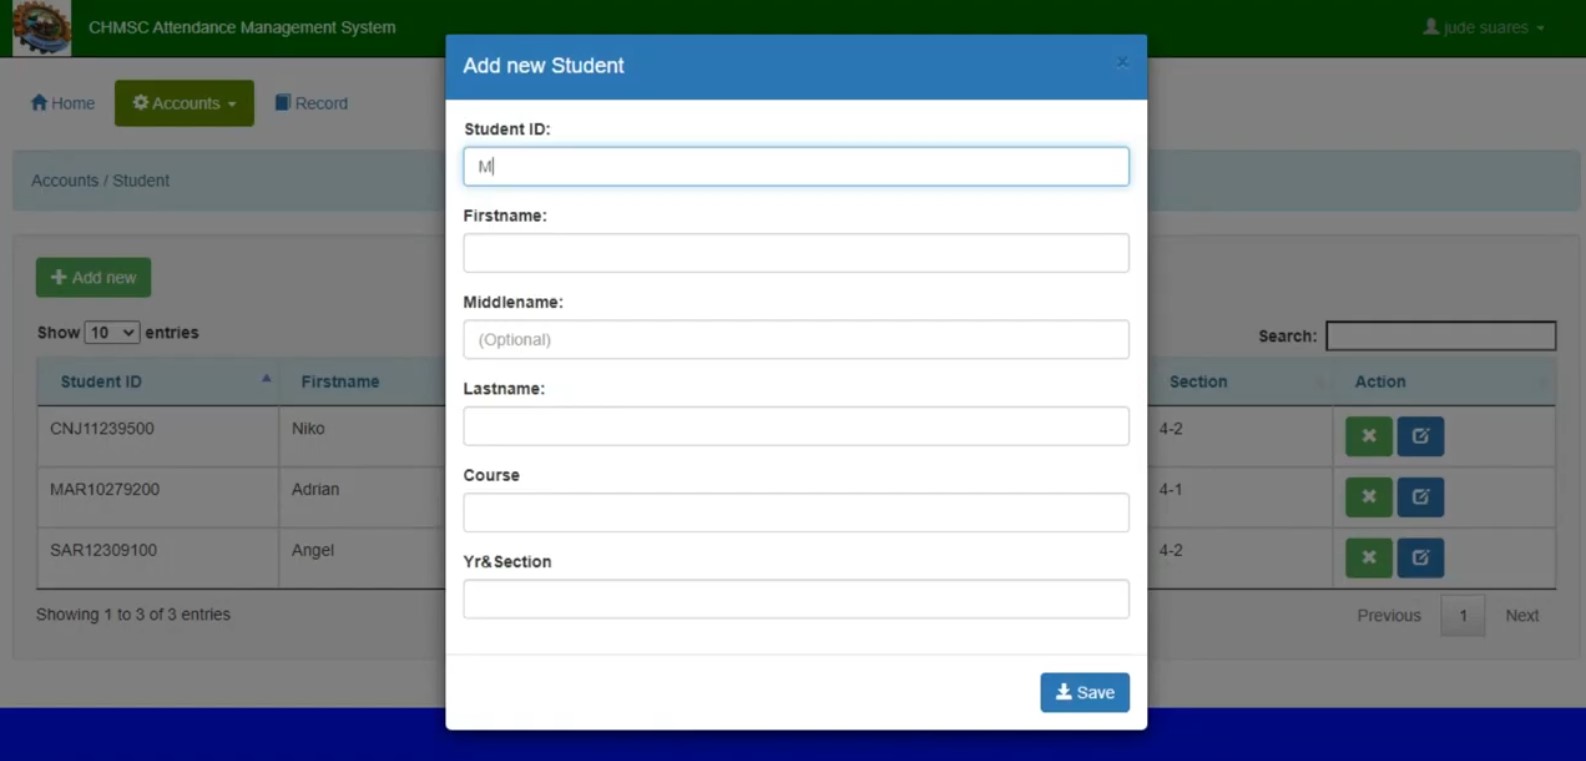 CHMSC Attendance Management System
jude suares
Add new Student
×
Home
Accounts
Record
Accounts / Student
Student ID:
M
Firstname:
Middlename:
(Optional)
Lastname:
Course
Yr&Section
Save
Add new
Show 10 entries
Search:
Student ID Firstname Section Action
CNJ11239500 Niko 4-2
MAR10279200 Adrian 4-1
SAR12309100 Angel 4-2
Showing 1 to 3 of 3 entries
Previous 1 Next